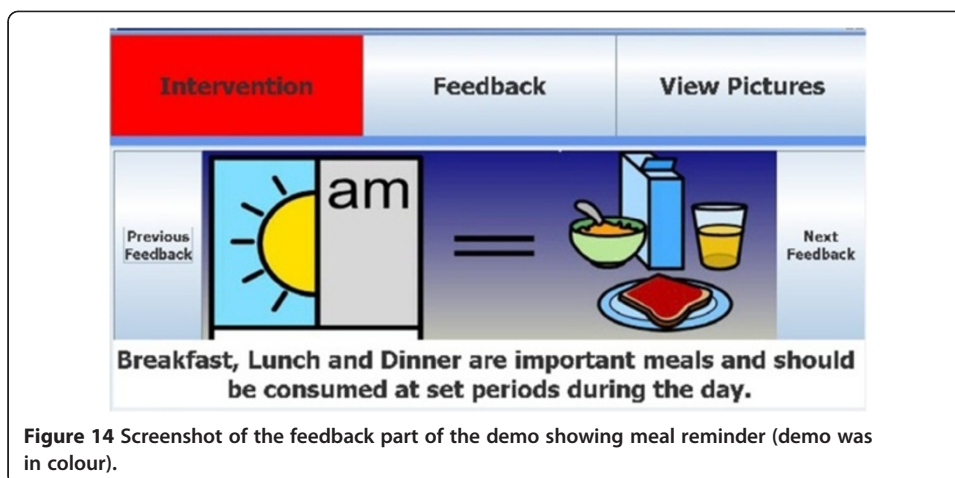 Intervention Feedback View Pictures
am
Previous
Feedback
Next
Feedback
Breakfast, Lunch and Dinner are important meals and should
be consumed at set periods during the day.
Figure 14 Screenshot of the feedback part of the demo showing meal reminder (demo was
in colour).